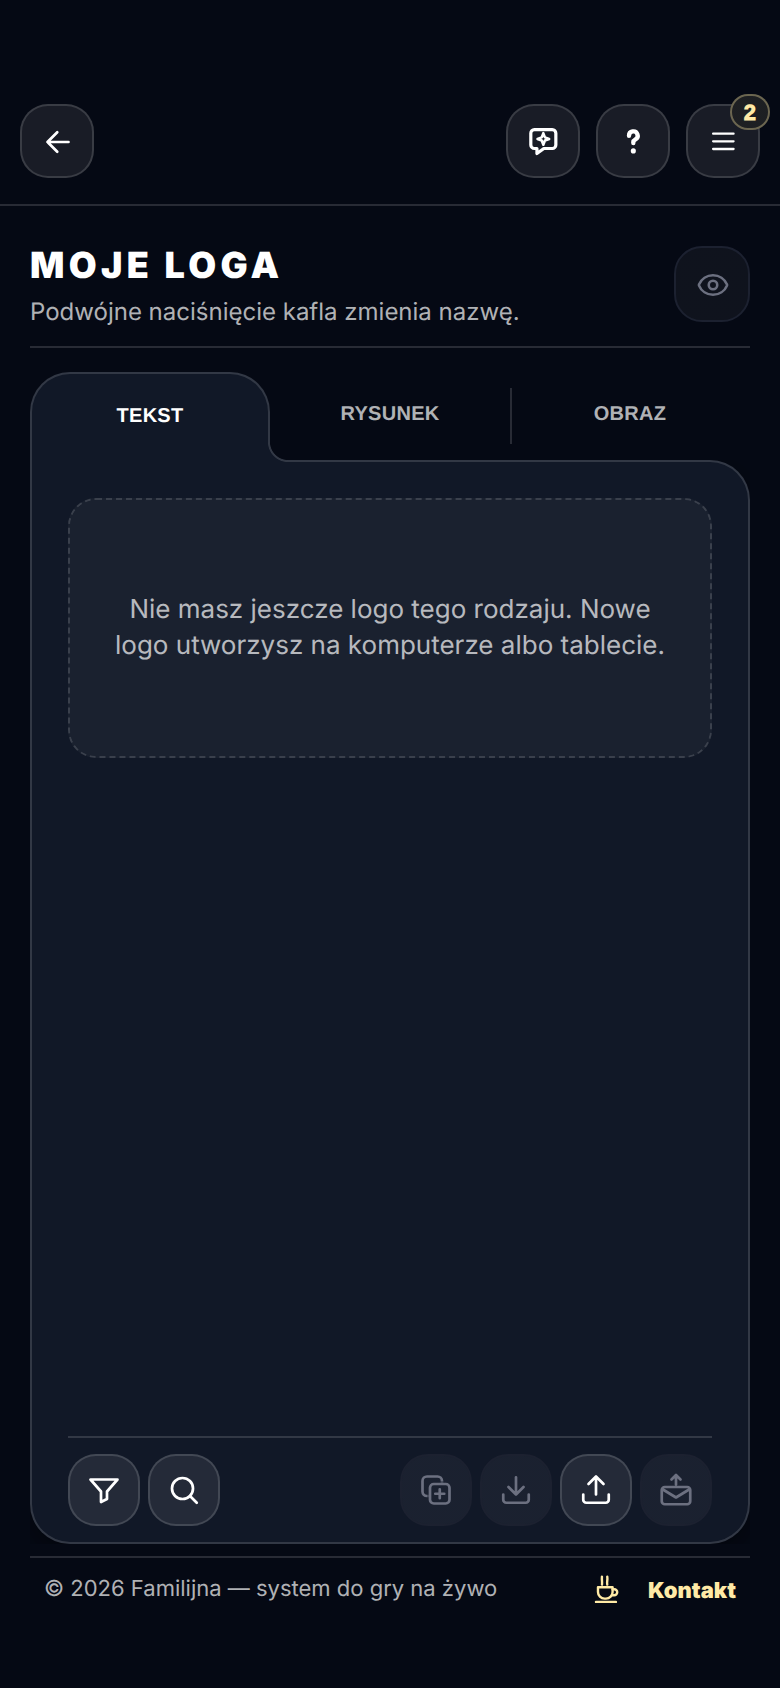 2
MOJE LOGA
Podwójne naciśnięcie kafla zmienia nazwę.
TEKST
RYSUNEK
OBRAZ
Nie masz jeszcze logo tego rodzaju. Nowe
logo utworzysz na komputerze albo tablecie.
© 2026 Familijna — system do gry na żywo
Kontakt